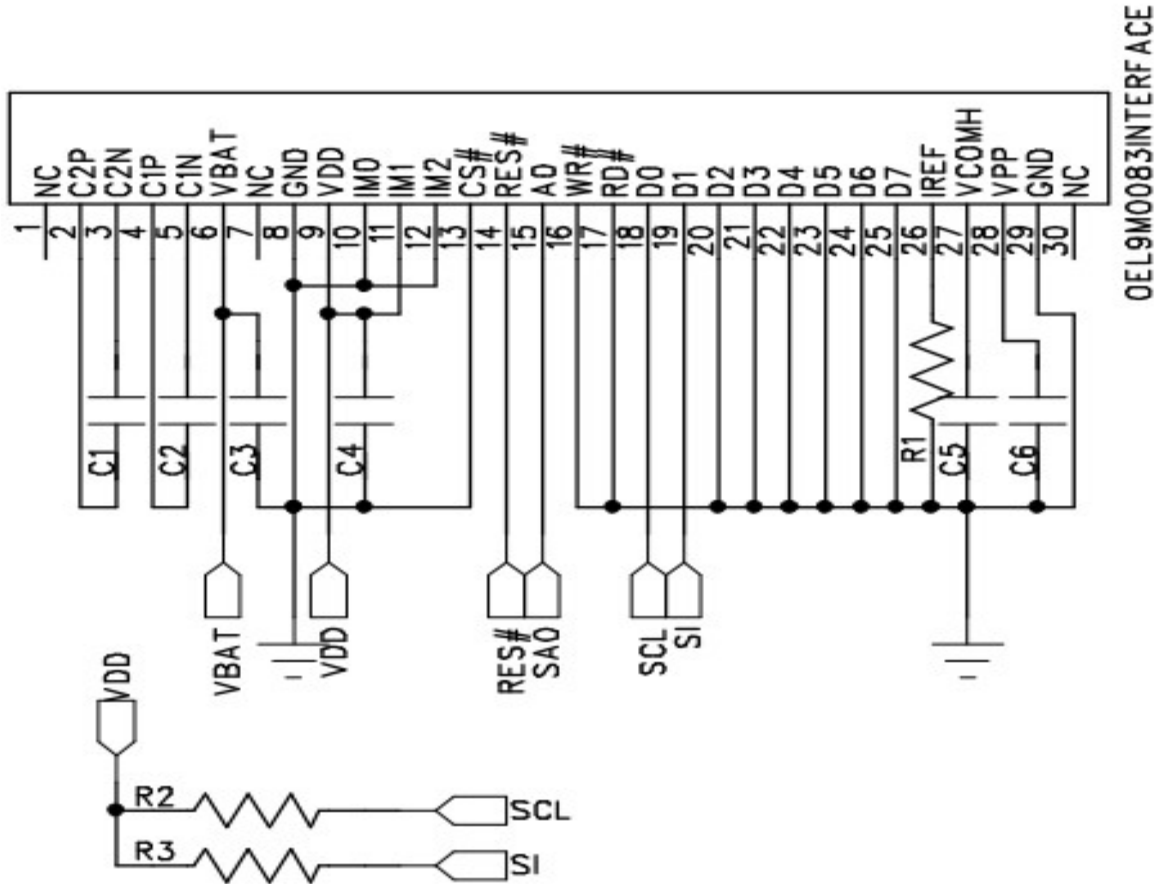 OEL9M0083INTERFACE
NC
C2P
C2N
C1P
C1N
VBAT
NC
GND
VDD
IM0
IM1
IM2
CS#
RES#
A0
WR#
RD#
D0
D1
D2
D3
D4
D5
D6
D7
IREF
VCOMH
VPP
GND
NC
1
2
3
4
5
6
7
8
9
10
11
12
13
14
15
16
17
18
19
20
21
22
23
24
25
26
27
28
29
30
C1
C2
C3
C4
R1
C5
C6
VBAT
VDD
RES#
SA0
SCL
SI
VDD
R2
SCL
R3
SI